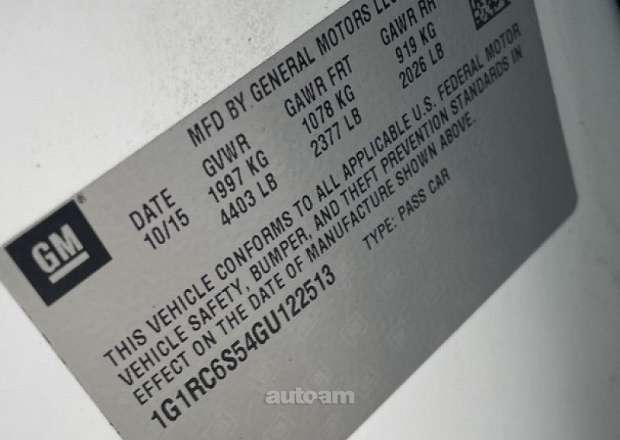 GM
MFD BY GENERAL MOTORS LLC
DATE GVWR GAWR FRT GAWR RR
10/15 1997 KG 1078 KG 919 KG
4403 LB 2377 LB 2026 LB
THIS VEHICLE CONFORMS TO ALL APPLICABLE U.S. FEDERAL MOTOR
VEHICLE SAFETY, BUMPER, AND THEFT PREVENTION STANDARDS IN
EFFECT ON THE DATE OF MANUFACTURE SHOWN ABOVE.
1G1RC6S54GU122513 TYPE: PASS CAR
autoam